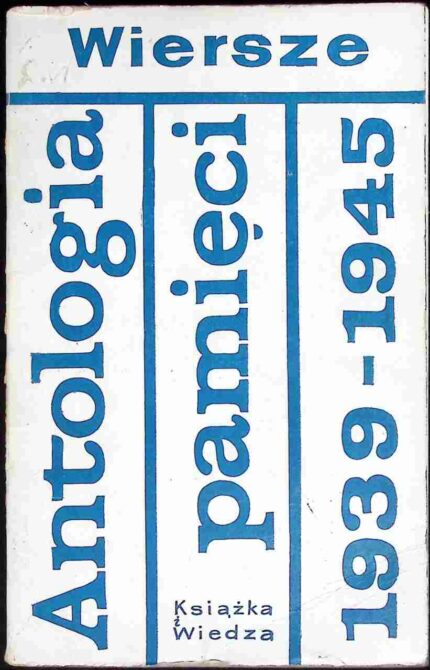 Wiersze
Antologia
pamięci
1939-1945
Książka
i
Wiedza